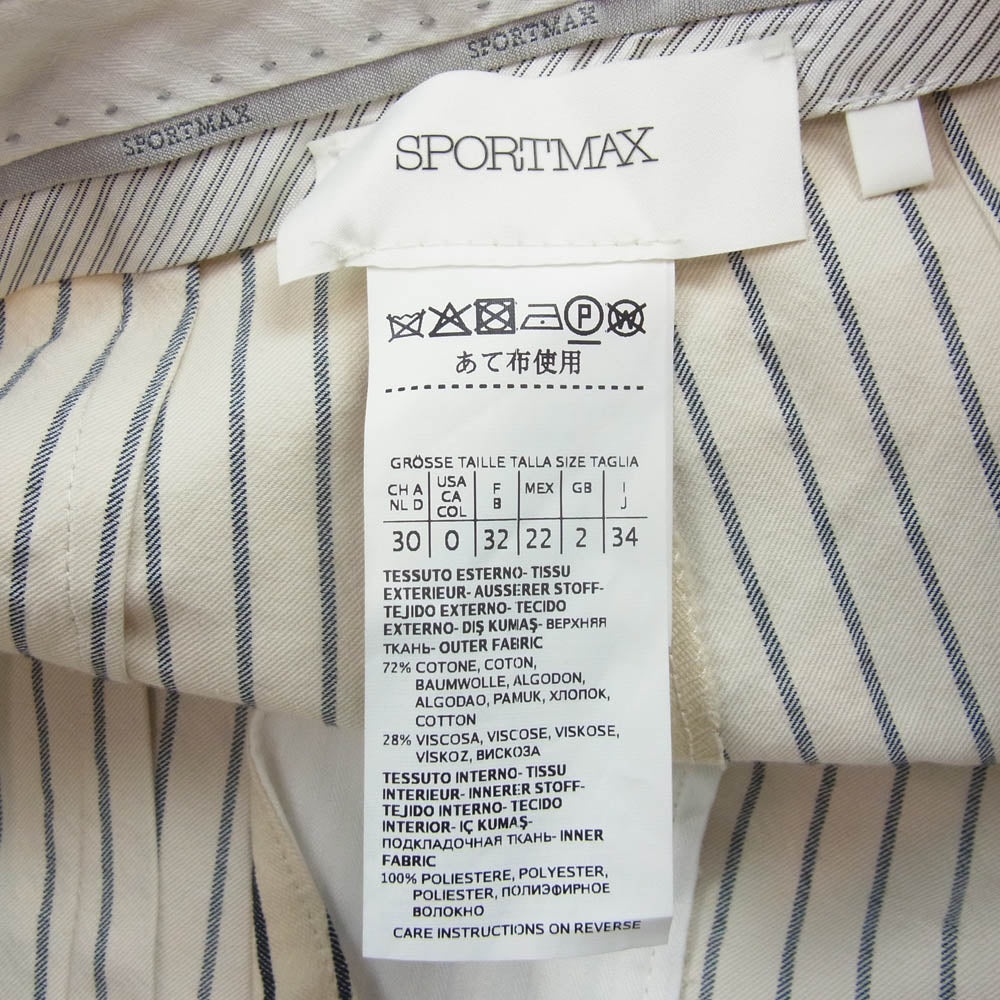 SPORTMAX
SPORTMAX
SPORTMAX
P W
あて布使用
GRÖSSE TAILLE TALLA SIZE TAGLIA
CH A NL D USA CA COL F B MEX GB I J
30 0 32 22 2 34
TESSUTO ESTERNO- TISSU
EXTERIEUR- AUSSERER STOFF-
TEJIDO EXTERNO- TECIDO
EXTERNO- DIŞ KUMAŞ- ВЕРХНЯЯ
ТКАНЬ- OUTER FABRIC
72% COTONE, COTON,
BAUMWOLLE, ALGODON,
ALGODAO, PAMUK, ХЛОПОК,
COTTON
28% VISCOSA, VISCOSE, VISKOSE,
VİSKOZ, ВИСКОЗА
TESSUTO INTERNO- TISSU
INTERIEUR- INNERER STOFF-
TEJIDO INTERNO- TECIDO
INTERIOR- IÇ KUMAŞ-
ПОДКЛАДОЧНАЯ ТКАНЬ- INNER
FABRIC
100% POLIESTERE, POLYESTER,
POLIESTER, ПОЛИЭФИРНОЕ
ВОЛОКНО
CARE INSTRUCTIONS ON REVERSE